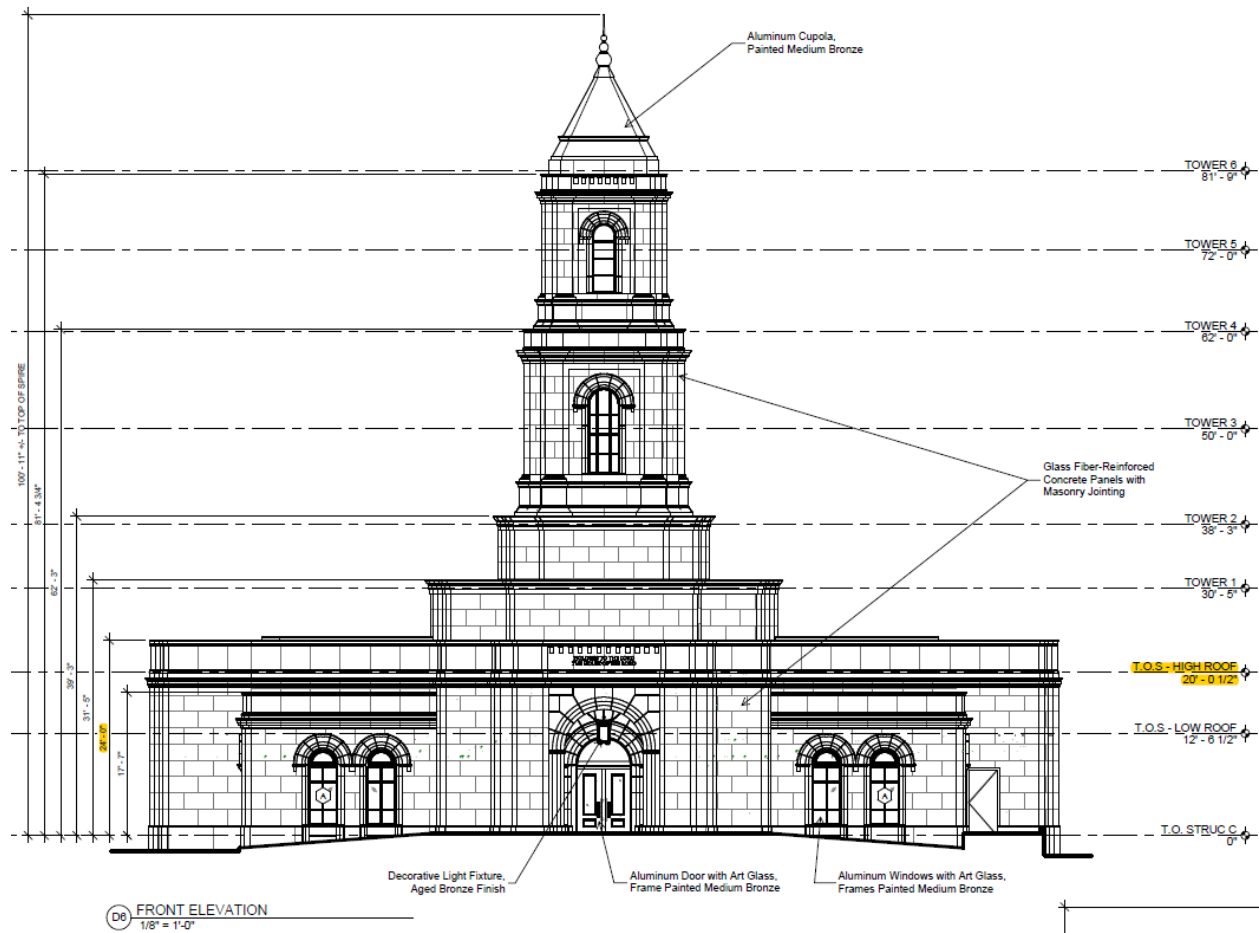 Aluminum Cupola,
Painted Medium Bronze
TOWER 6
81' - 9"
TOWER 5
72' - 0"
TOWER 4
62' - 0"
TOWER 3
50' - 0"
Glass Fiber-Reinforced
Concrete Panels with
Masonry Jointing
TOWER 2
38' - 3"
TOWER 1
30' - 5"
T.O.S - HIGH ROOF
20' - 0 1/2"
T.O.S - LOW ROOF
12' - 6 1/2"
T.O. STRUC C
0"
100' - 11" +/- TO TOP OF SPIRE
81' - 4 3/4"
62' - 3"
39' - 3"
31' - 5"
24' - 0"
17' - 7"
A
A
Decorative Light Fixture,
Aged Bronze Finish
Aluminum Door with Art Glass,
Frame Painted Medium Bronze
Aluminum Windows with Art Glass,
Frames Painted Medium Bronze
D6
FRONT ELEVATION
1/8" = 1'-0"